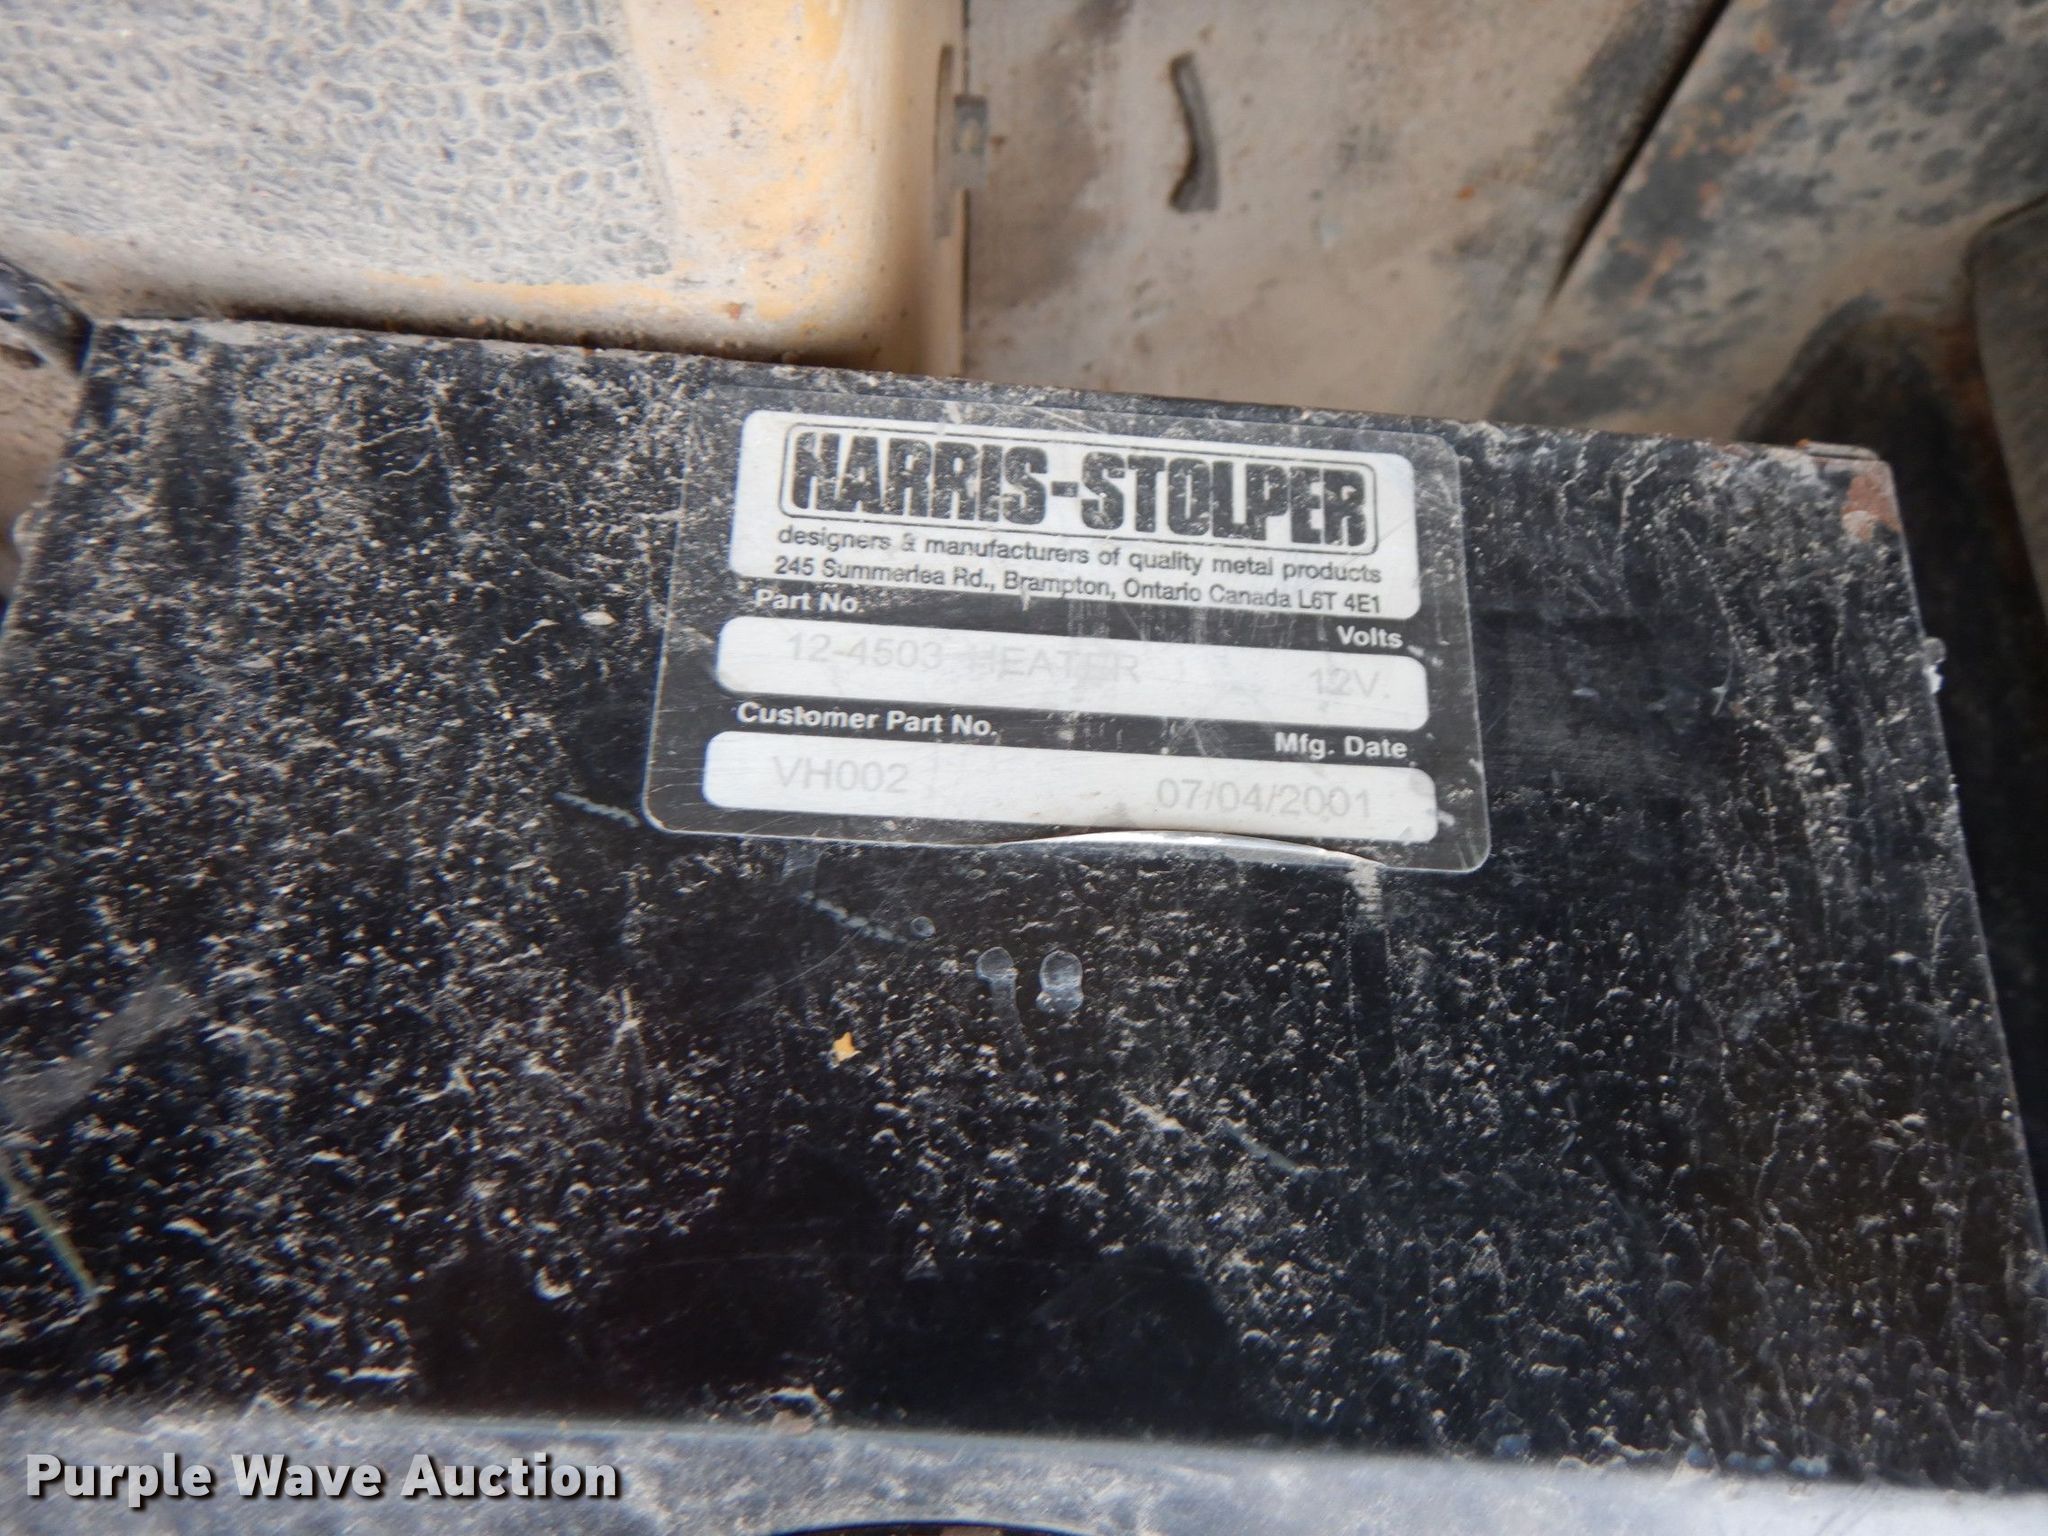 HARRIS-STOLPER
designers & manufacturers of quality metal products
245 Summerlea Rd., Brampton, Ontario Canada L6T 4E1
Part No. Volts
12-4503 HEATER 12V.
Customer Part No. Mfg. Date
VH002 07/04/2001
Purple Wave Auction